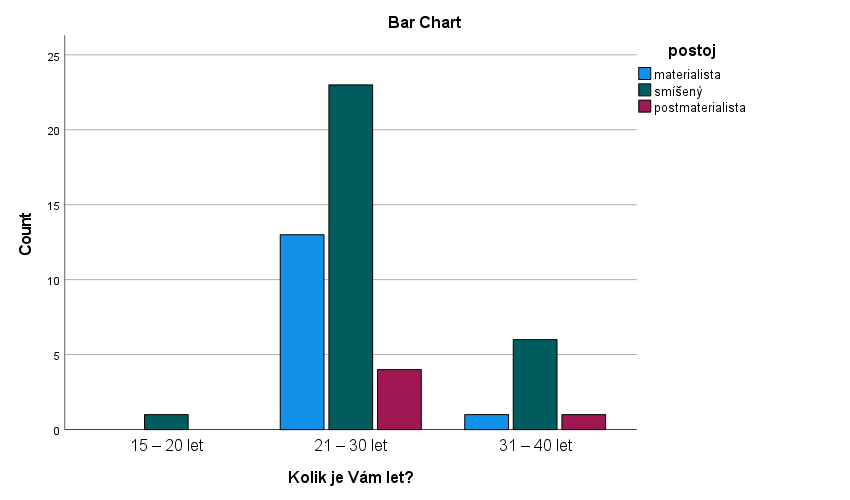 Bar Chart
postoj
materialista
smíšený
postmaterialista
25
20
15
10
5
0
Count
15 – 20 let
21 – 30 let
31 – 40 let
Kolik je Vám let?